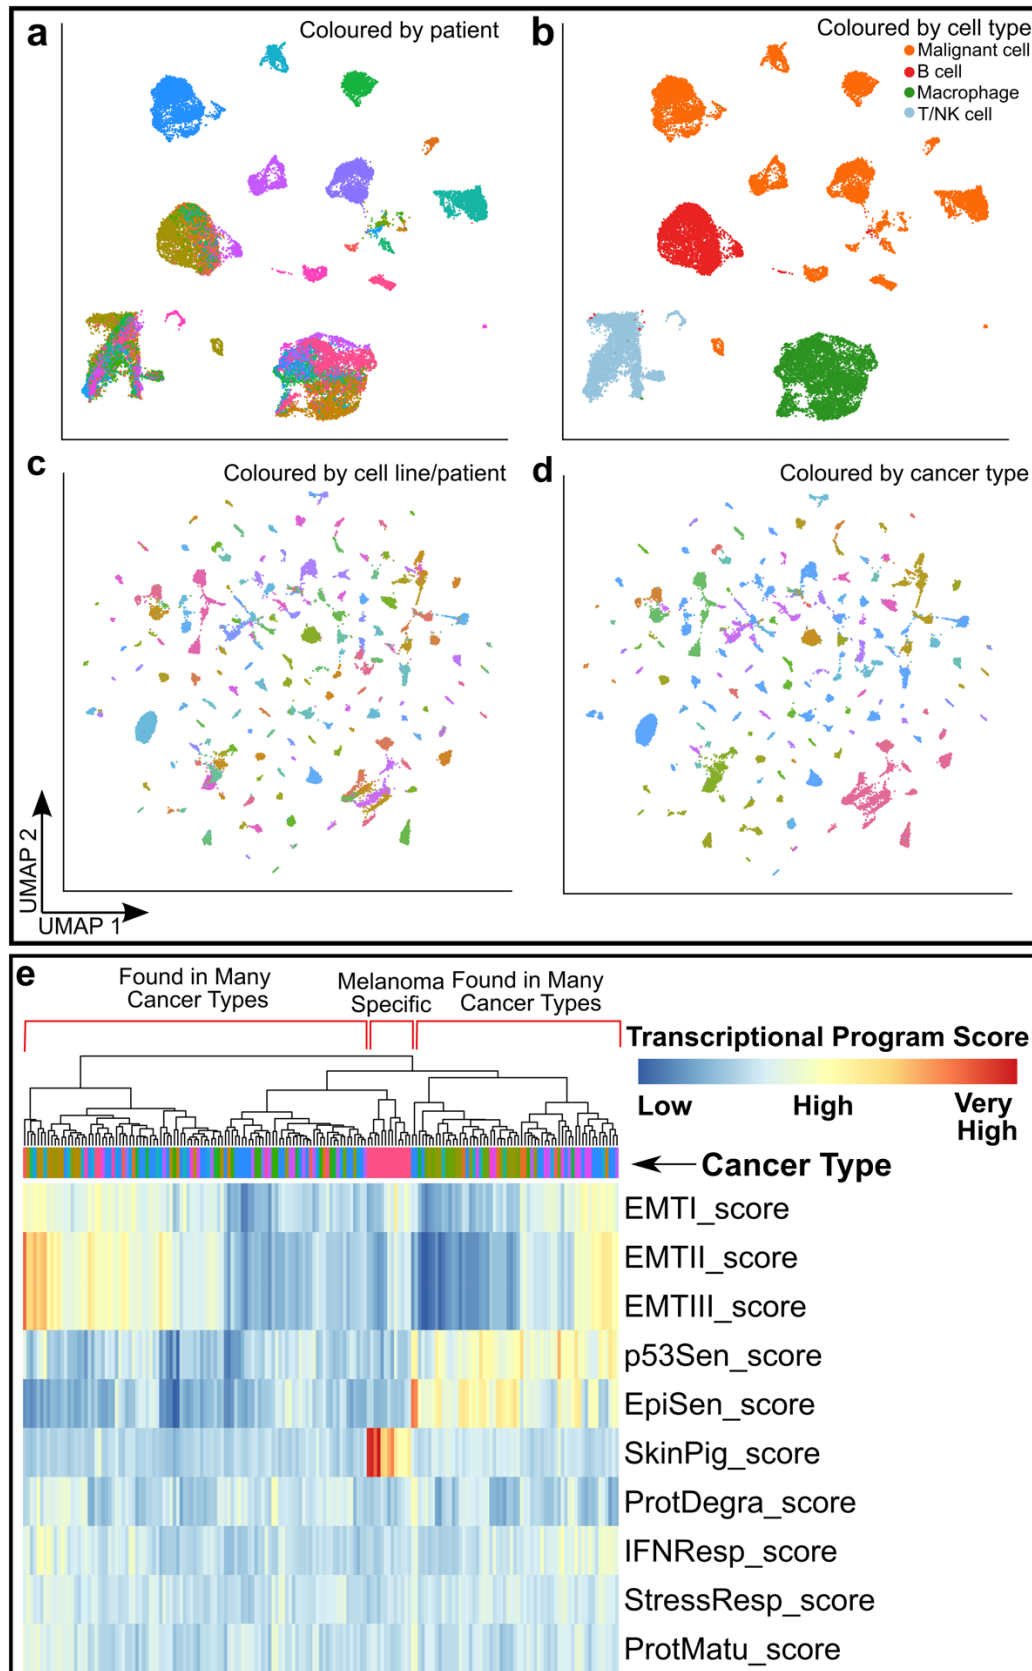 a
Coloured by patient
b
Coloured by cell type
Malignant cell
B cell
Macrophage
T/NK cell
c
Coloured by cell line/patient
d
Coloured by cancer type
UMAP 2
UMAP 1
e
Found in Many
Cancer Types
Melanoma
Specific
Found in Many
Cancer Types
Transcriptional Program Score
Low
High
Very
High
Cancer Type
EMTI_score
EMTII_score
EMTIII_score
p53Sen_score
EpiSen_score
SkinPig_score
ProtDegra_score
IFNResp_score
StressResp_score
ProtMatu_score